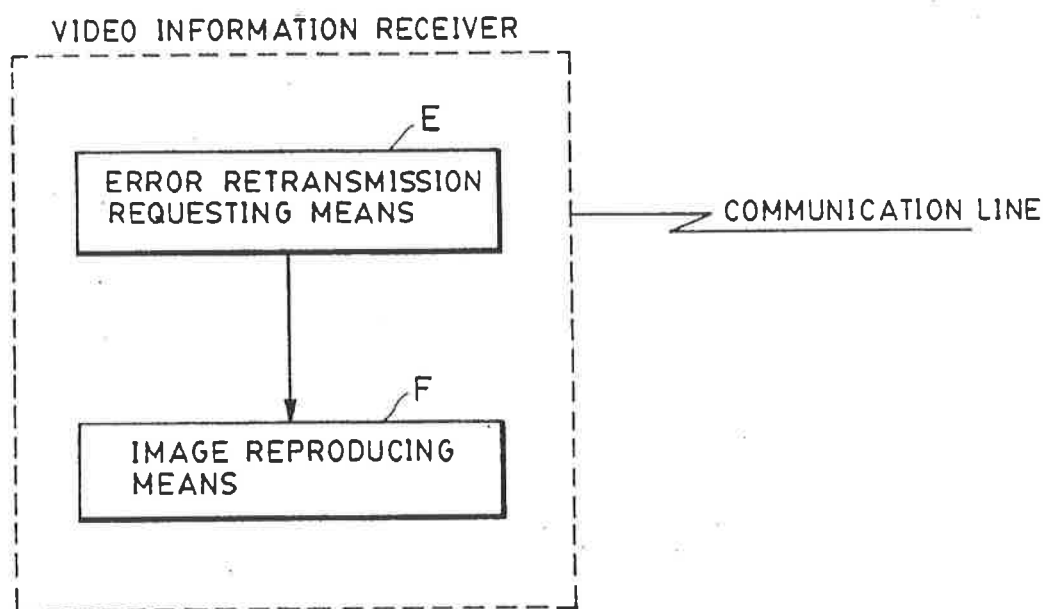 VIDEO INFORMATION RECEIVER
E
ERROR RETRANSMISSION
REQUESTING MEANS
COMMUNICATION LINE
F
IMAGE REPRODUCING
MEANS